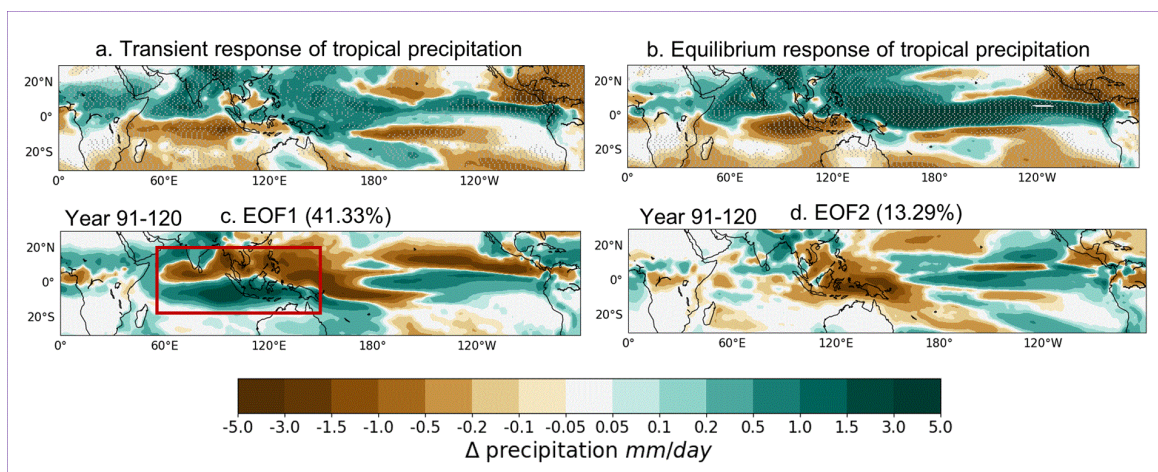 a. Transient response of tropical precipitation
b. Equilibrium response of tropical precipitation
20°N
0°
20°S
0° 60°E 120°E 180° 120°W
20°N
0°
20°S
0° 60°E 120°E 180° 120°W
Year 91-120 c. EOF1 (41.33%)
Year 91-120 d. EOF2 (13.29%)
20°N
0°
20°S
0° 60°E 120°E 180° 120°W
20°N
0°
20°S
0° 60°E 120°E 180° 120°W
-5.0 -3.0 -1.5 -1.0 -0.5 -0.2 -0.1 -0.05 0.05 0.1 0.2 0.5 1.0 1.5 3.0 5.0
Δ precipitation mm/day